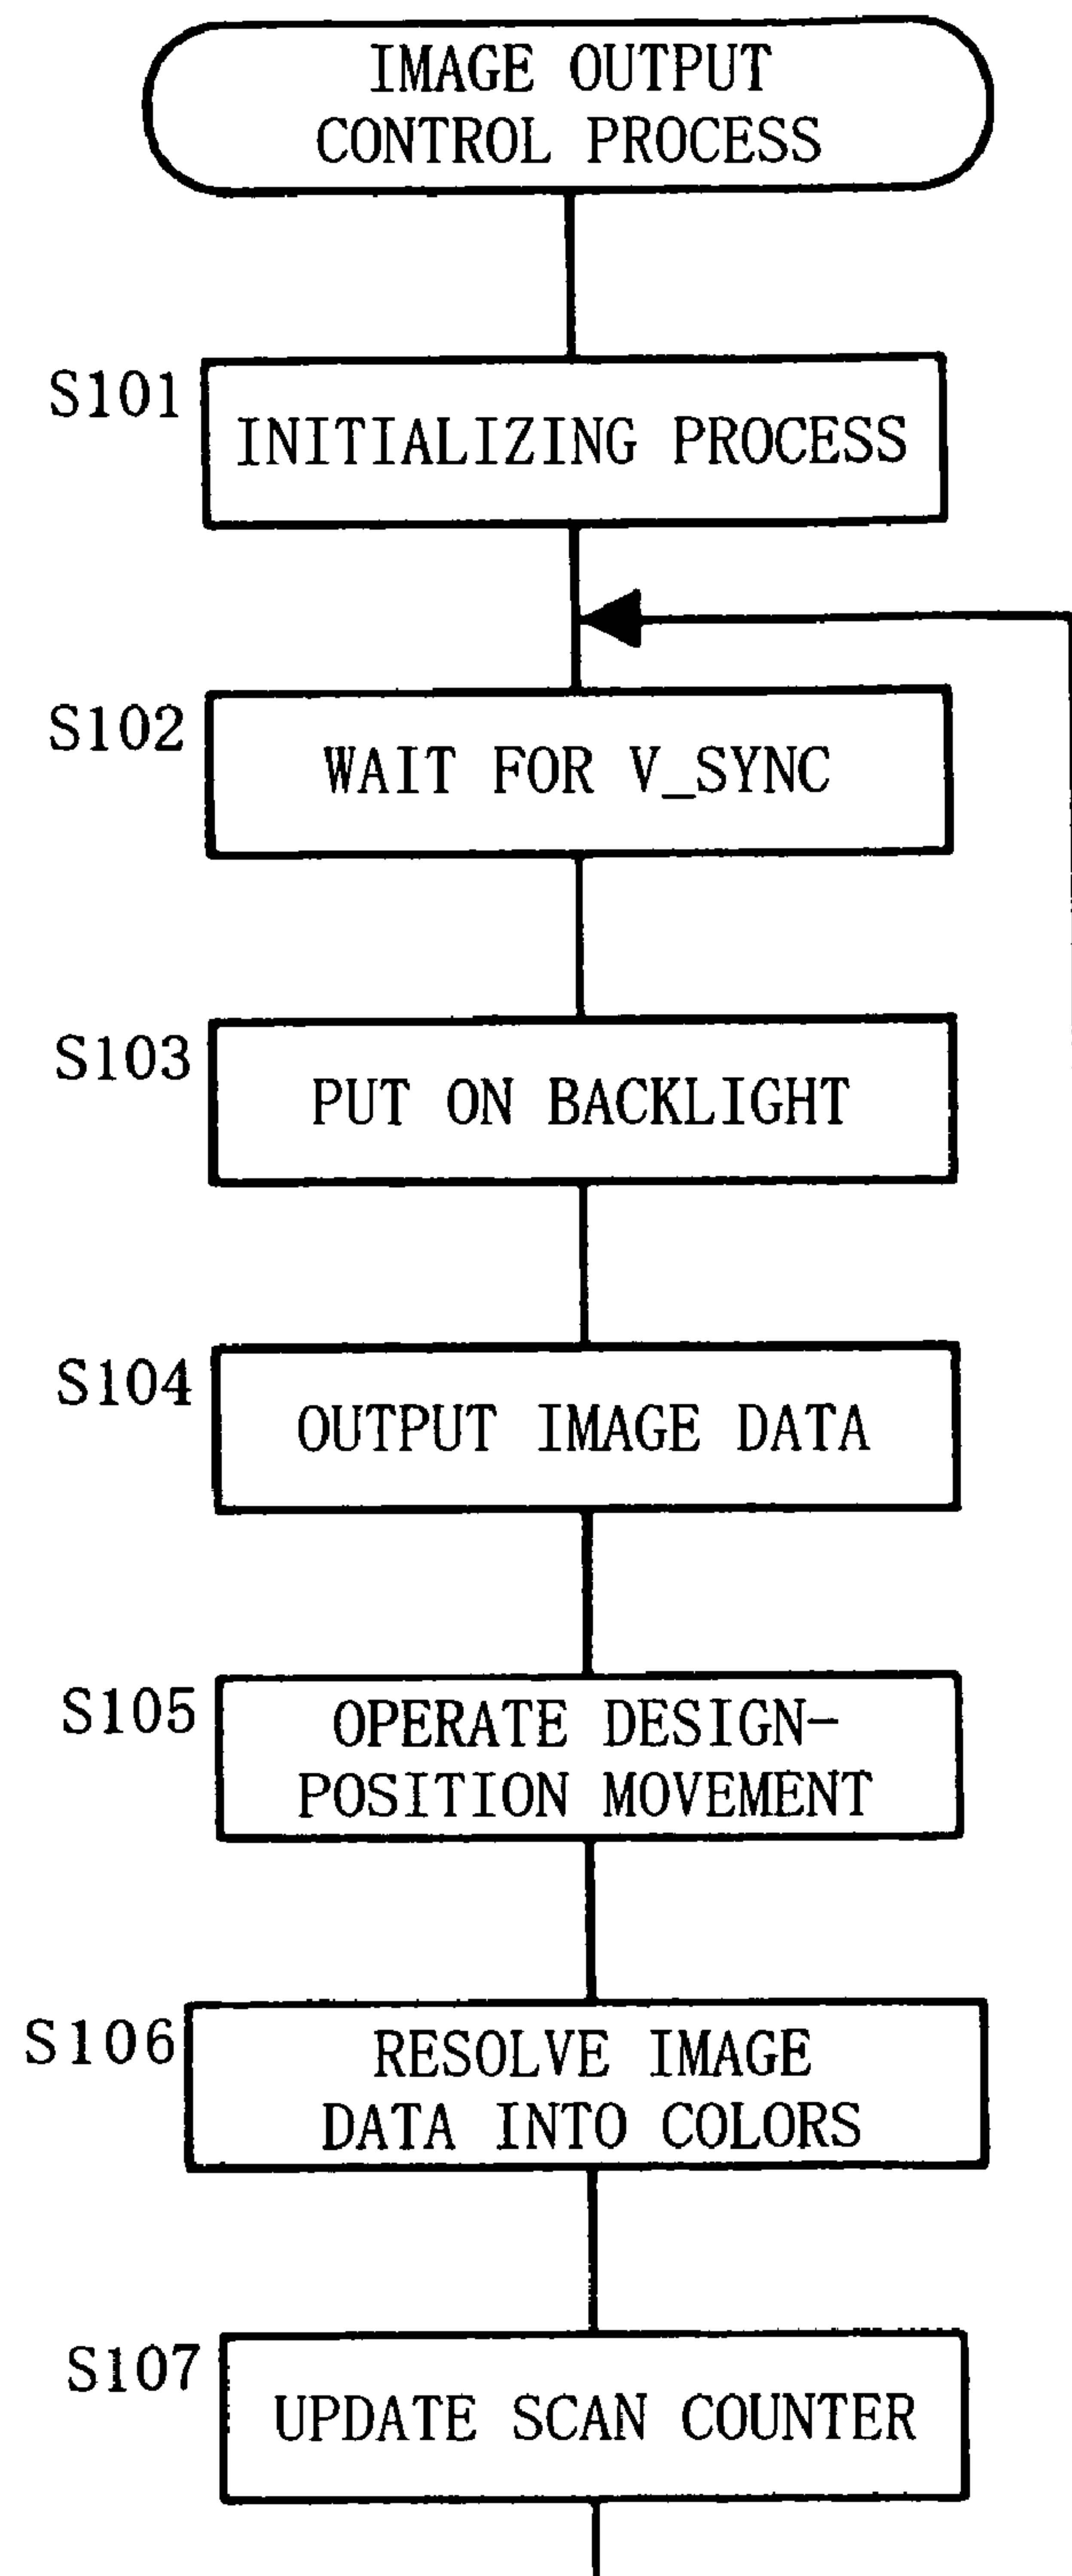 IMAGE OUTPUT
CONTROL PROCESS
S101
INITIALIZING PROCESS
S102
WAIT FOR V_SYNC
S103
PUT ON BACKLIGHT
S104
OUTPUT IMAGE DATA
S105
OPERATE DESIGN-
POSITION MOVEMENT
S106
RESOLVE IMAGE
DATA INTO COLORS
S107
UPDATE SCAN COUNTER